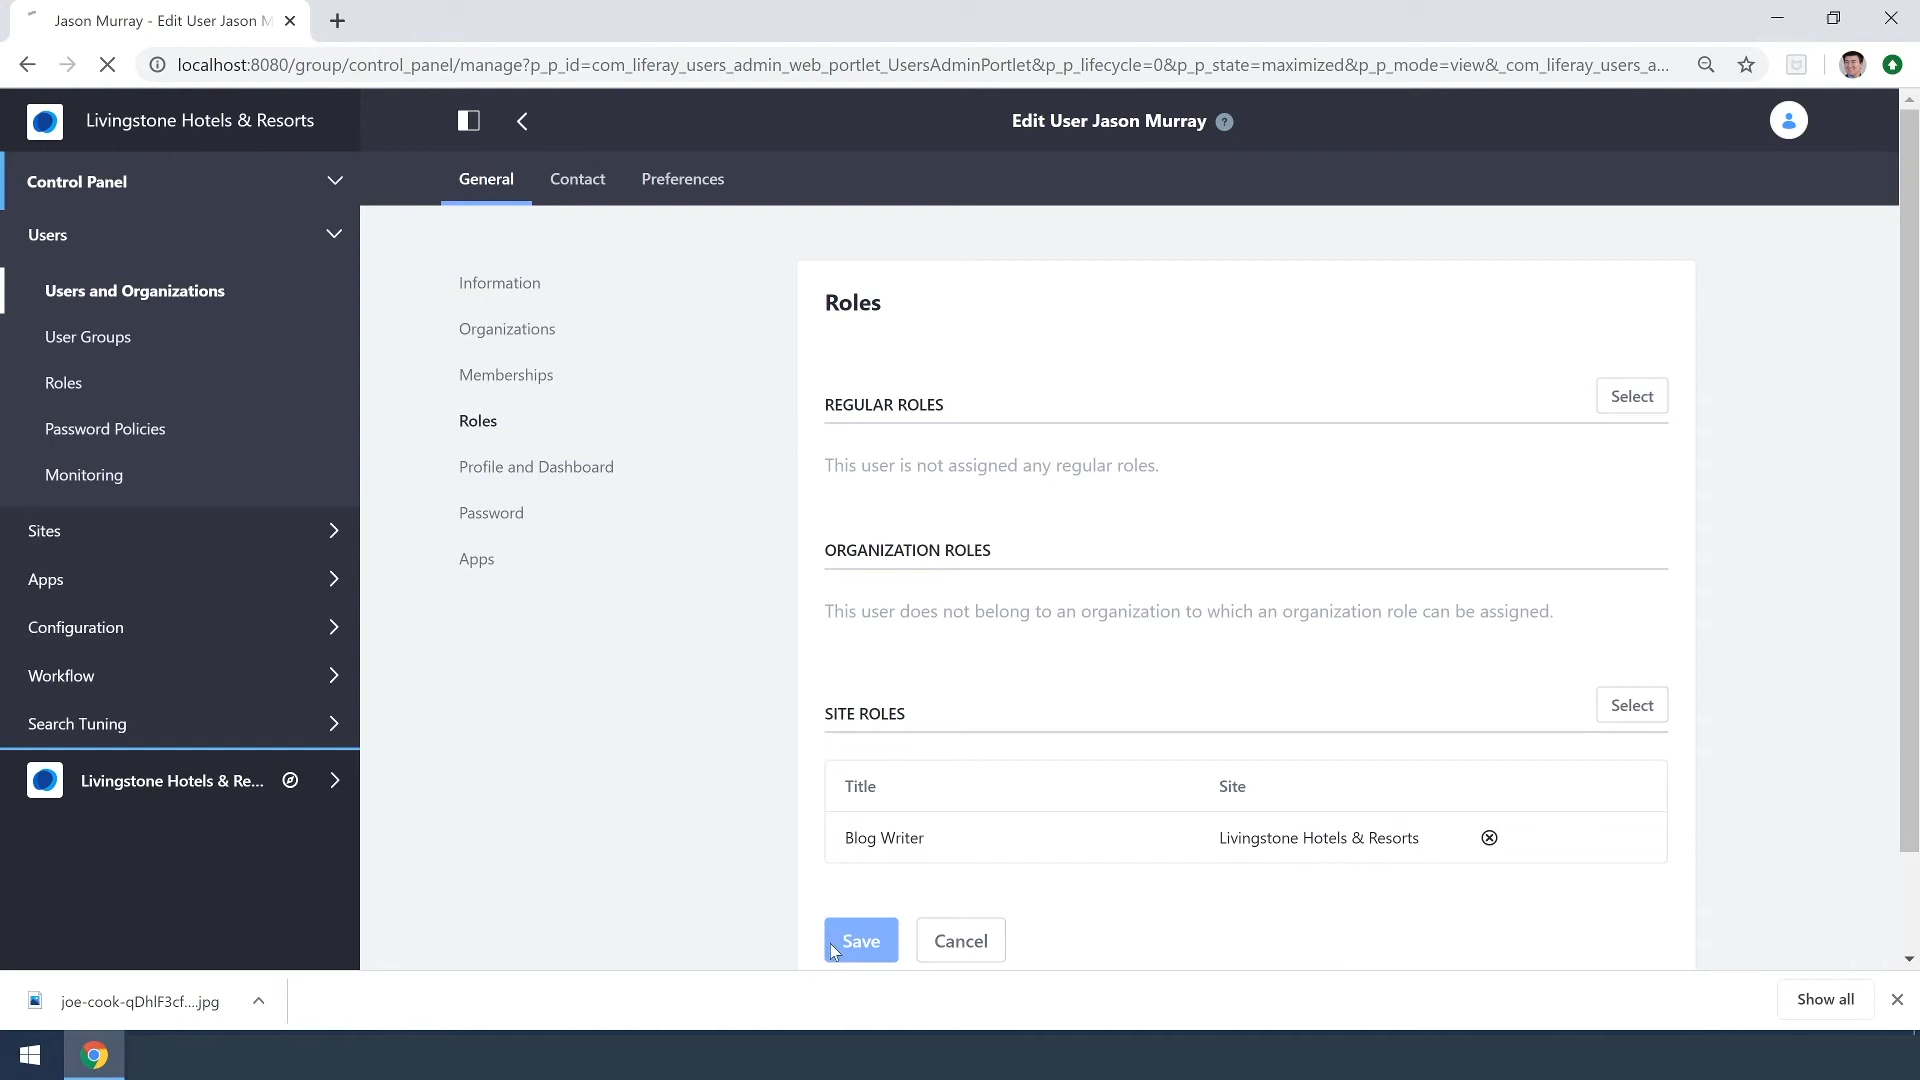 Jason Murray - Edit User Jason M
localhost:8080/group/control_panel/manage?p_p_id=com_liferay_users_admin_web_portlet_UsersAdminPortlet&p_p_lifecycle=0&p_p_state=maximized&p_p_mode=view&_com_liferay_users_a...
Livingstone Hotels & Resorts
Edit User Jason Murray ?
Control Panel
General Contact Preferences
Users
Users and Organizations
User Groups
Roles
Password Policies
Monitoring
Sites
Apps
Configuration
Workflow
Search Tuning
Livingstone Hotels & Re...
Information
Organizations
Memberships
Roles
Profile and Dashboard
Password
Apps
Roles
REGULAR ROLES Select
This user is not assigned any regular roles.
ORGANIZATION ROLES
This user does not belong to an organization to which an organization role can be assigned.
SITE ROLES Select
Title Site
Blog Writer Livingstone Hotels & Resorts
Save Cancel
joe-cook-qDhlF3cf....jpg
Show all